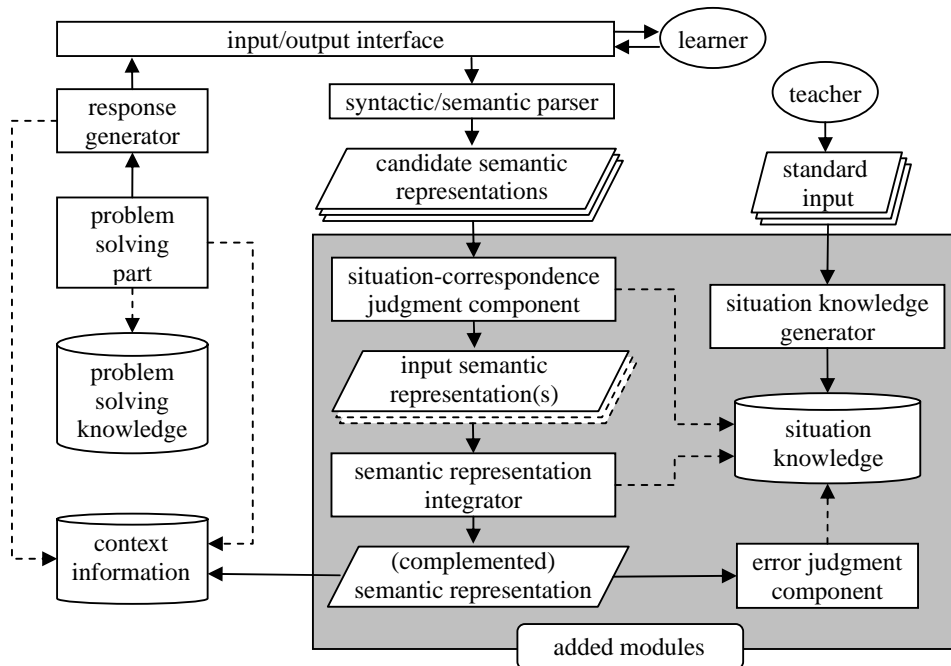 input/output interface
learner
response
generator
syntactic/semantic parser
teacher
candidate semantic
representations
standard
input
problem
solving
part
situation-correspondence
judgment component
situation knowledge
generator
problem
solving
knowledge
input semantic
representation(s)
situation
knowledge
semantic representation
integrator
context
information
(complemented)
semantic representation
error judgment
component
added modules